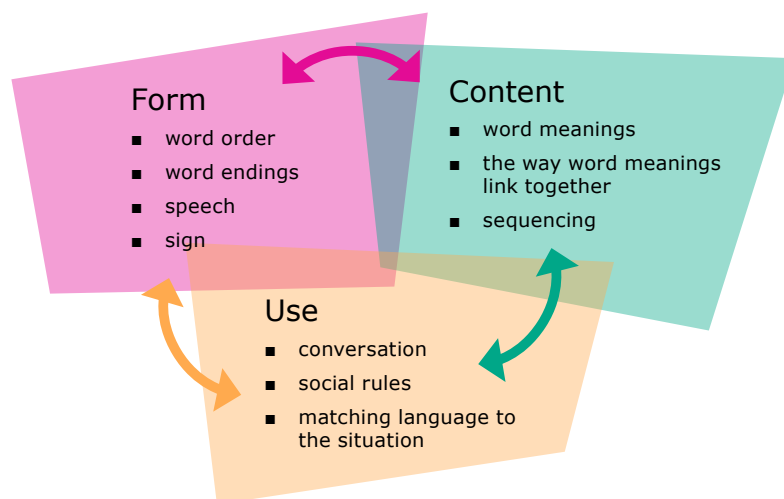 Form
■ word order
■ word endings
■ speech
■ sign
Content
■ word meanings
■ the way word meanings
link together
■ sequencing
Use
■ conversation
■ social rules
■ matching language to
the situation